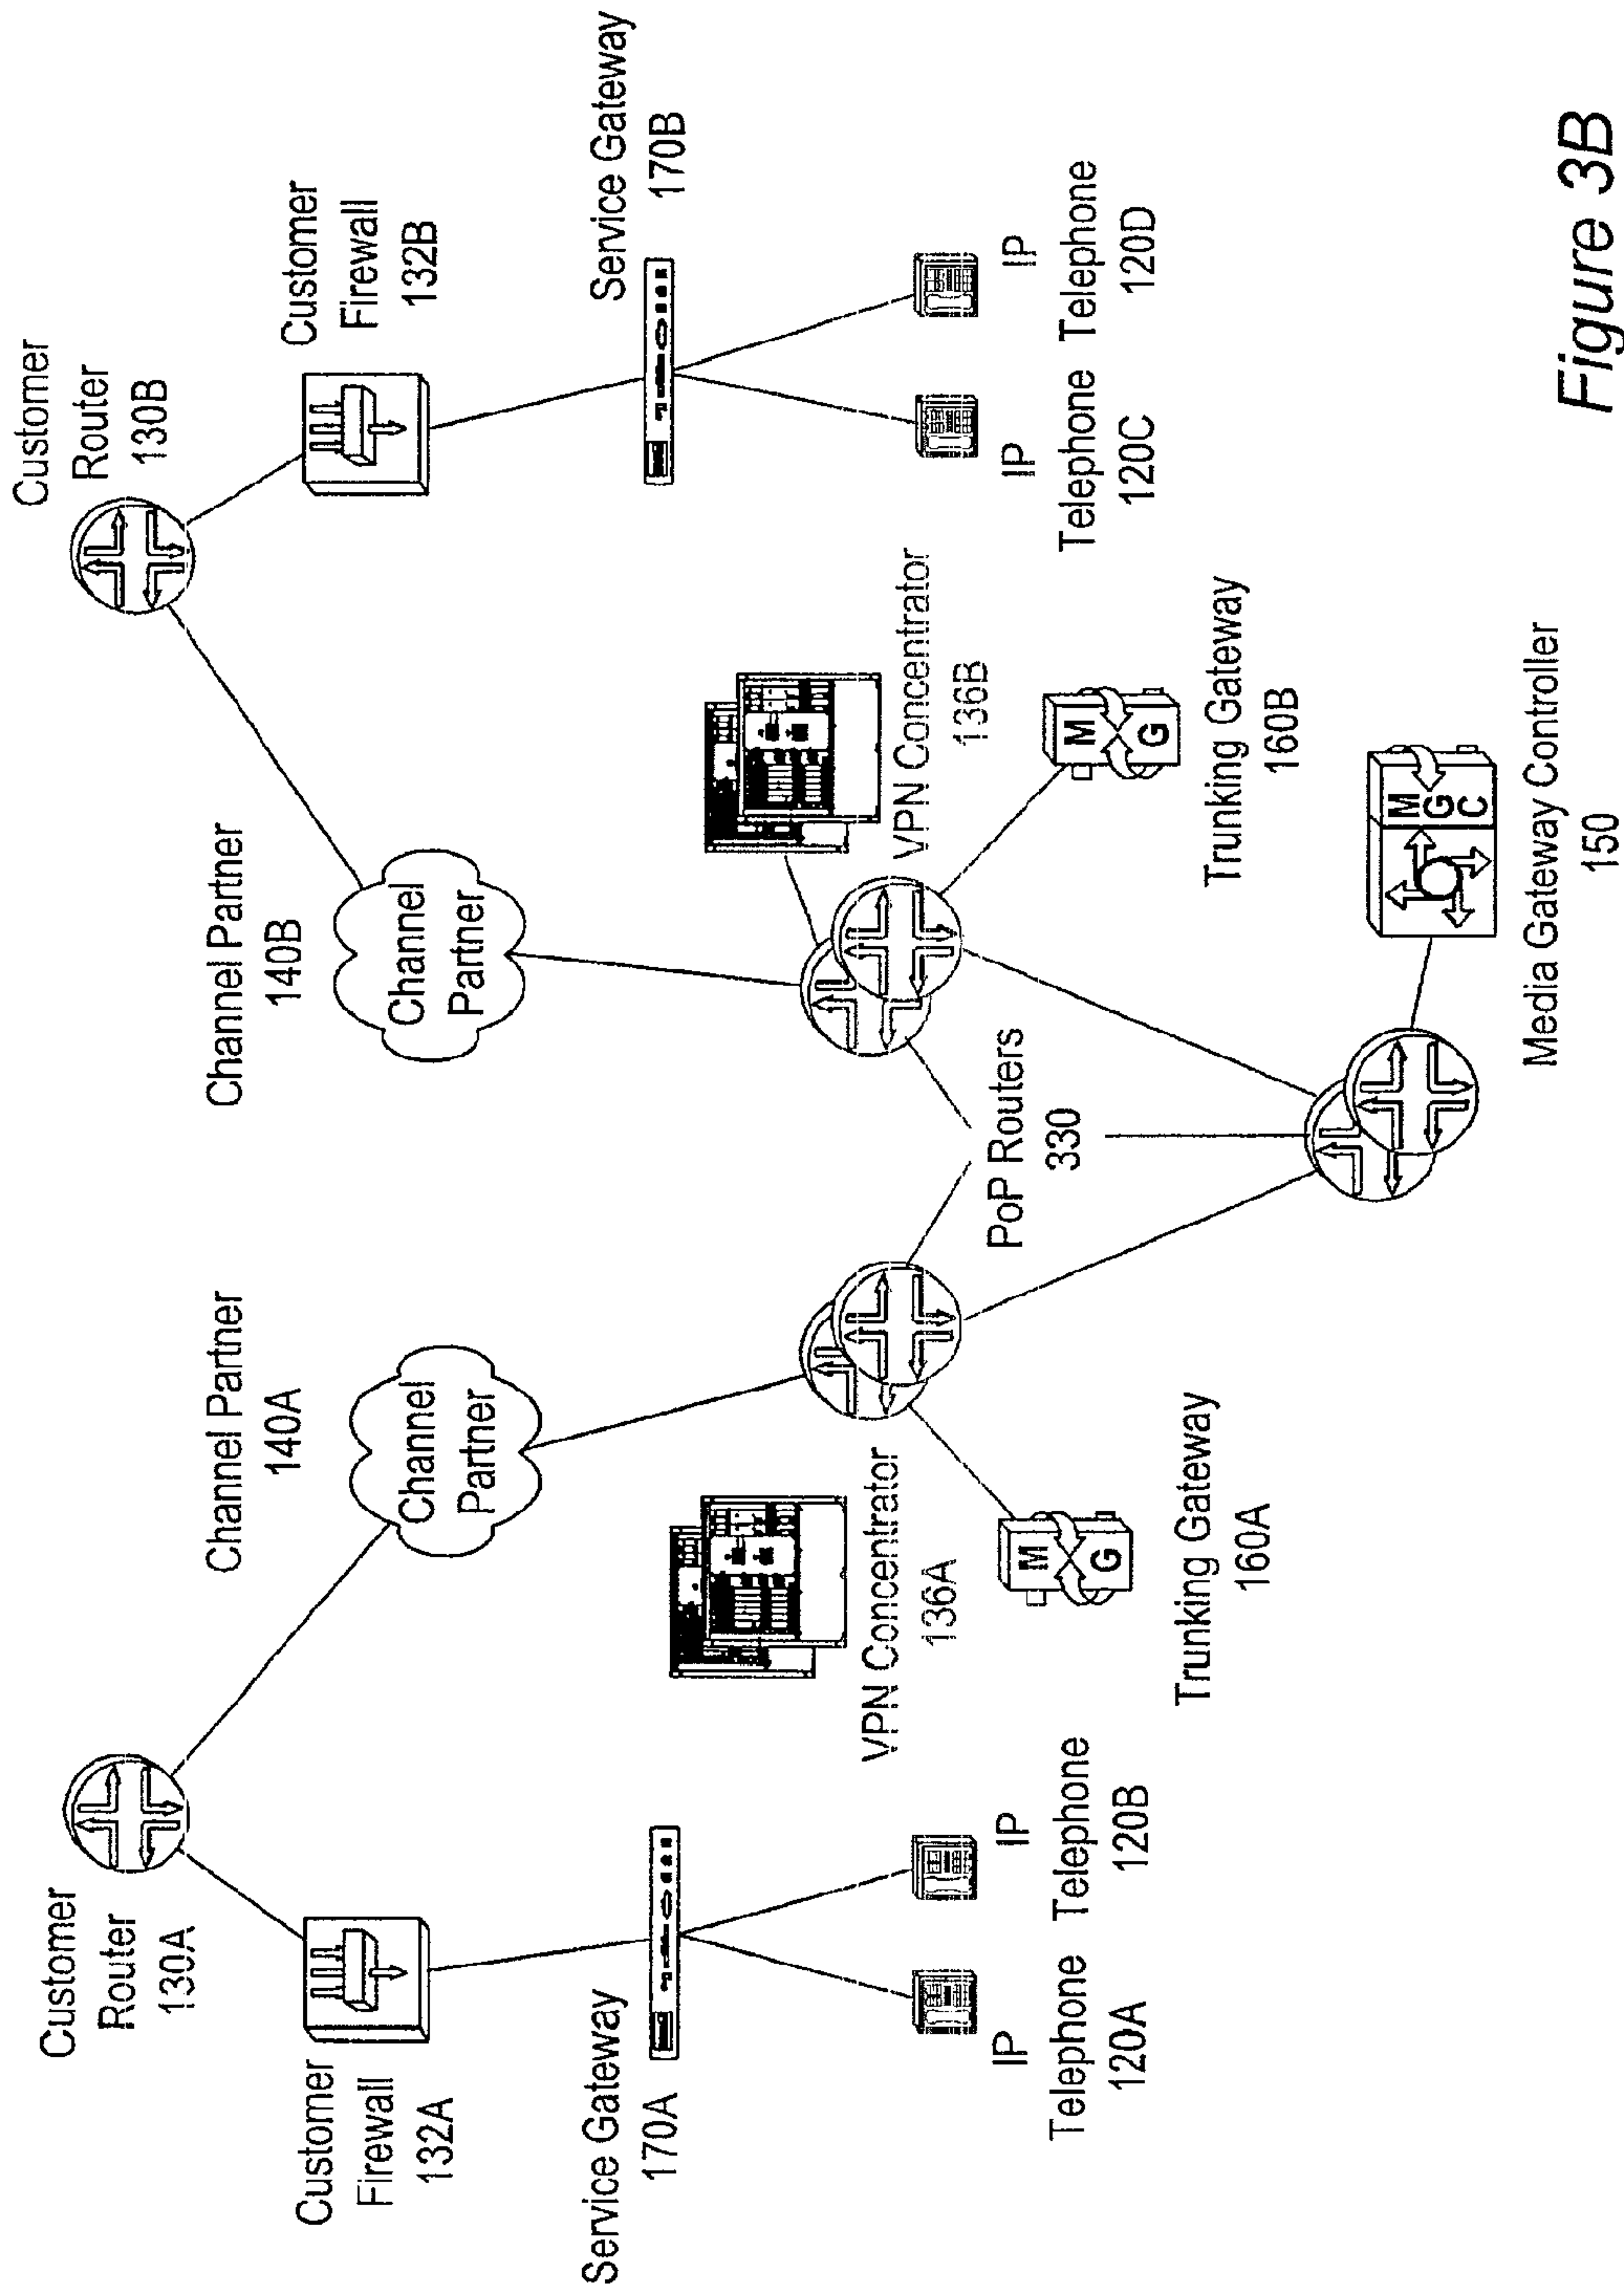 Customer
Router
130A
Customer
Firewall
132A
Service Gateway
170A
IP
Telephone
120A
IP
Telephone
120B
Channel Partner
140A
Channel
Partner
VPN Concentrator
136A
M
G
Trunking Gateway
160A
PoP Routers
330
Channel Partner
140B
Channel
Partner
VPN Concentrator
136B
M
G
Trunking Gateway
160B
M
G
C
Media Gateway Controller
150
Customer
Router
130B
Customer
Firewall
132B
Service Gateway
170B
IP
Telephone
120C
IP
Telephone
120D
Figure 3B